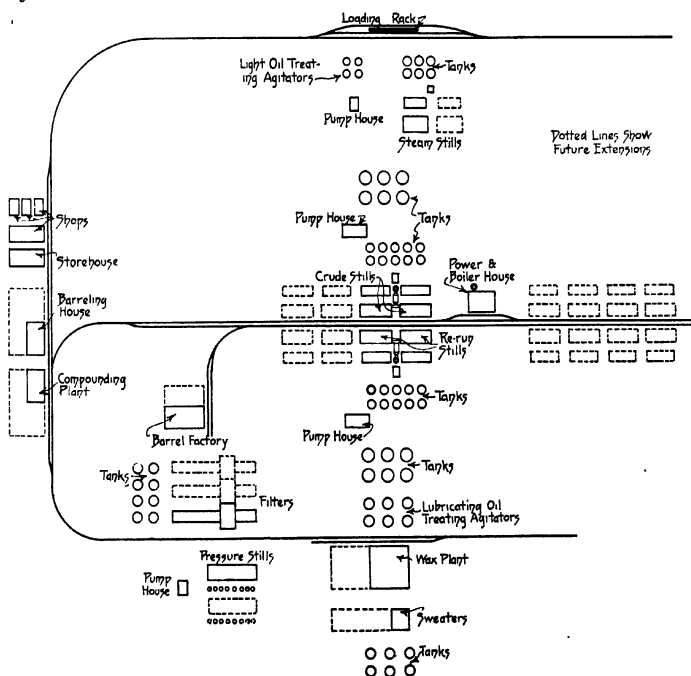 Loading Rack
Light Oil Treat-
ing Agitators
Tanks
Pump House
Steam Stills
Dotted Lines Show
Future Extensions
Shops
Tanks
Pump House
Storehouse
Crude Stills
Power &
Boiler House
Barreling
House
Re-run
Stills
Compounding
Plant
Tanks
Barrel Factory
Pump House
Tanks
Tanks
Filters
Lubricating Oil
Treating Agitators
Pressure Stills
Wax Plant
Pump
House
Sweaters
Tanks